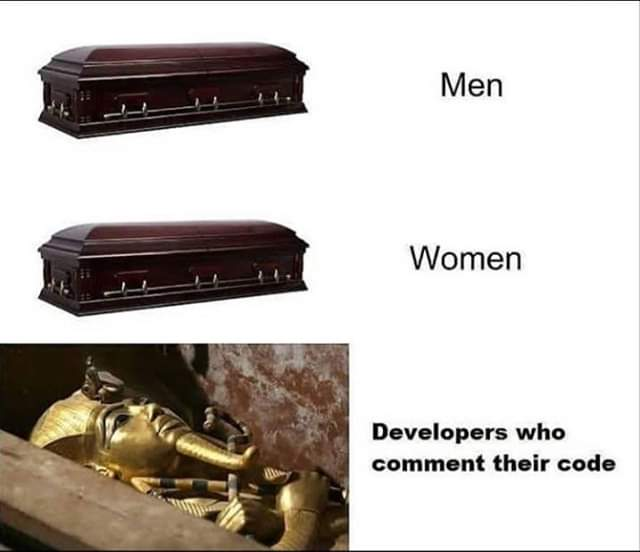 Men
Women
Developers who
comment their code